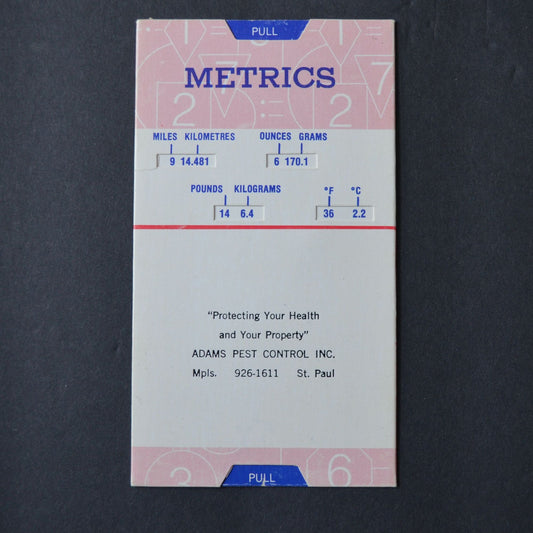 PULL
METRICS
MILES KILOMETRES OUNCES GRAMS
9 14.481 6 170.1
POUNDS KILOGRAMS °F °C
14 6.4 36 2.2
"Protecting Your Health
and Your Property"
ADAMS PEST CONTROL INC.
Mpls. 926-1611 St. Paul
PULL